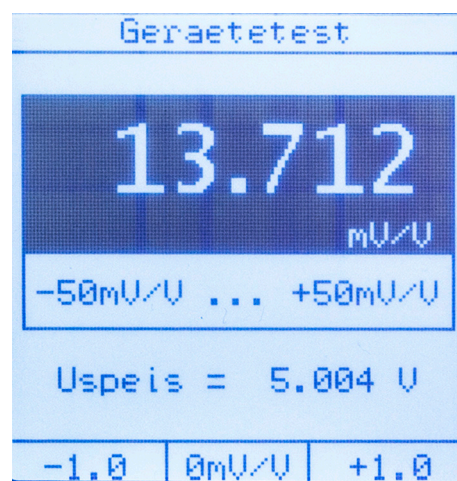 Geraetetest
13.712
mV/V
-50mV/V ... +50mV/V
Uspeis = 5.004 V
-1.0 0mV/V +1.0